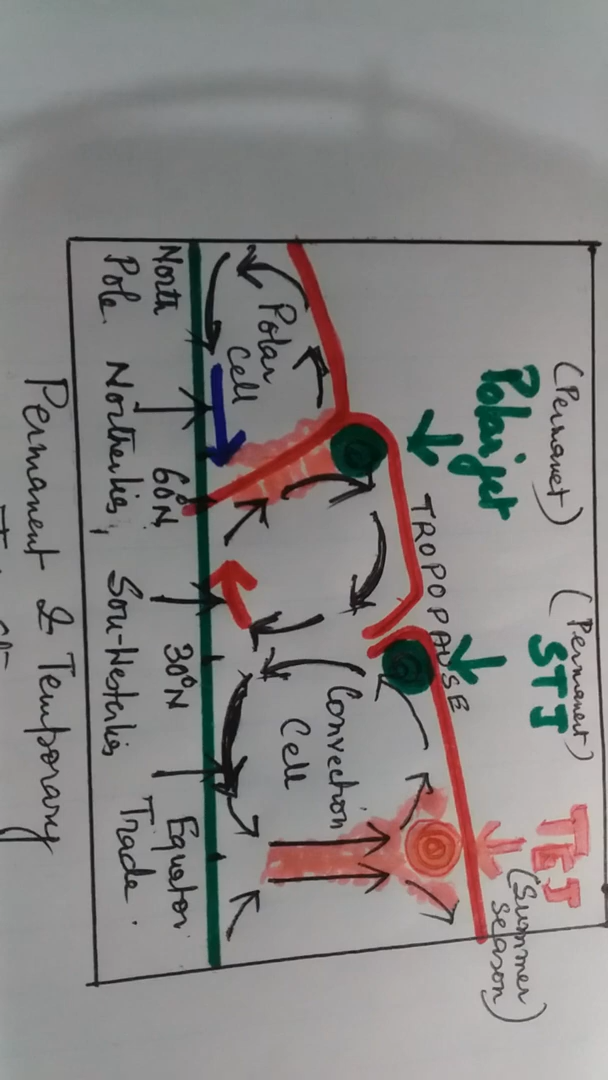 (Permanet)
Polar jet
(Permanent)
STJ
TEJ
(Summer
season)
TROPOPAUSE
Polar
Cell
Convection
Cell
North
Pole.
60°N
30°N
Equator
Northerlies,
Sou-Westerlies
Trade.
Permanent & Temporary